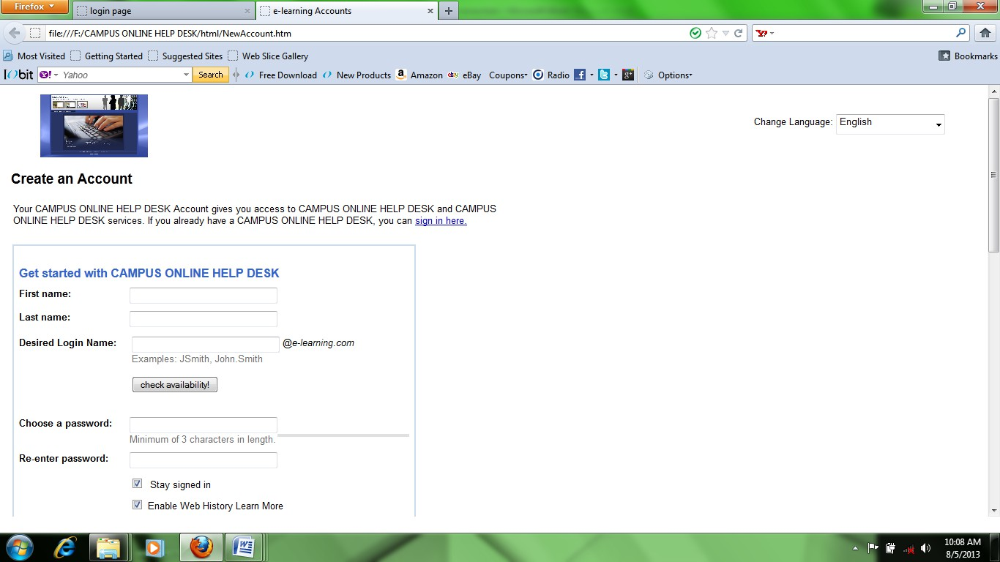 Firefox
login page
e-learning Accounts
file:///F:/CAMPUS ONLINE HELP DESK/html/NewAccount.htm
Most Visited Getting Started Suggested Sites Web Slice Gallery Bookmarks
IObit Yahoo Search Free Download New Products Amazon eBay Coupons Radio Options
Change Language: English
Create an Account
Your CAMPUS ONLINE HELP DESK Account gives you access to CAMPUS ONLINE HELP DESK and CAMPUS
ONLINE HELP DESK services. If you already have a CAMPUS ONLINE HELP DESK, you can sign in here.
Get started with CAMPUS ONLINE HELP DESK
First name:
Last name:
Desired Login Name: @e-learning.com
Examples: JSmith, John.Smith
check availability!
Choose a password:
Minimum of 3 characters in length.
Re-enter password:
Stay signed in
Enable Web History Learn More
10:08 AM
8/5/2013